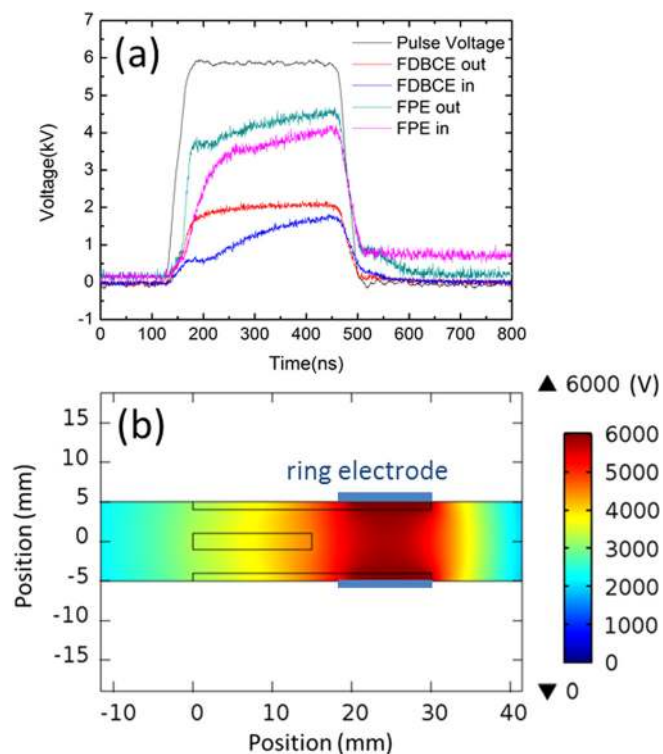 (a)
Pulse Voltage
FDBCE out
FDBCE in
FPE out
FPE in
Voltage(kV)
6
5
4
3
2
1
0
-1
0 100 200 300 400 500 600 700 800
Time(ns)
(b)
ring electrode
Position (mm)
15
10
5
0
-5
-10
-15
-10 0 10 20 30 40
Position (mm)
▲ 6000 (V)
6000
5000
4000
3000
2000
1000
0
▼ 0